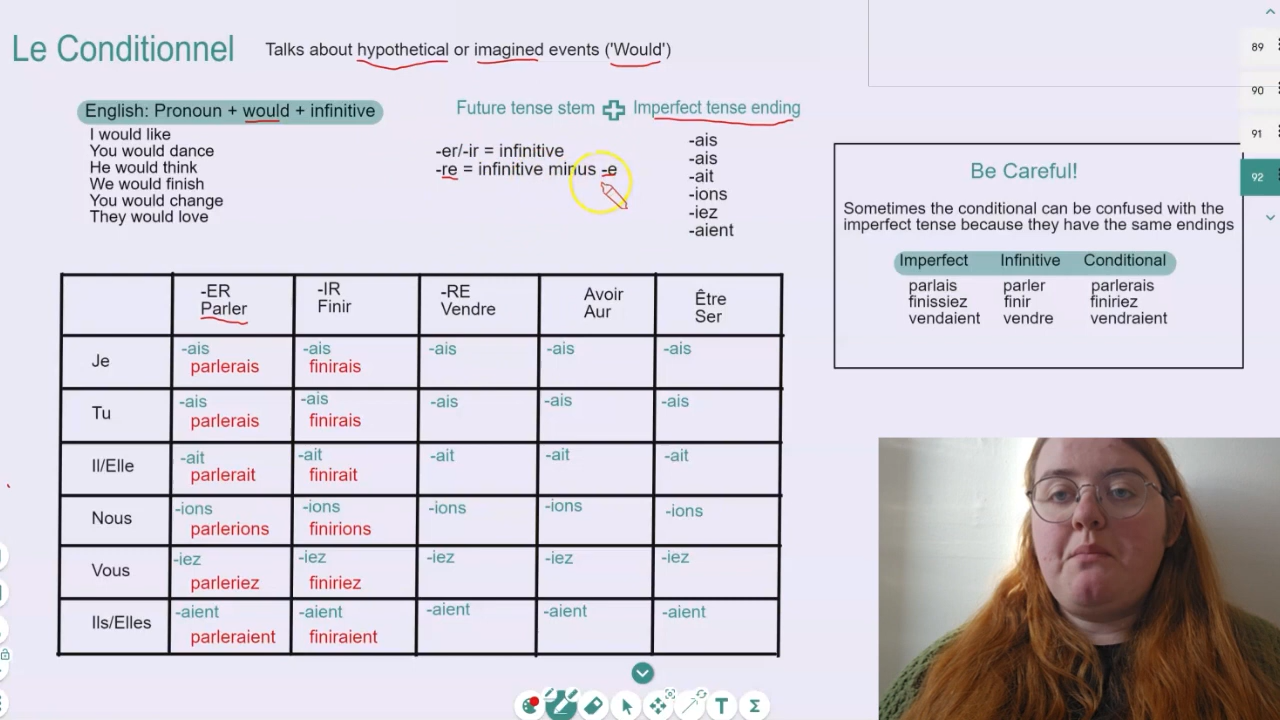 Le Conditionnel
Talks about hypothetical or imagined events ('Would')
English: Pronoun + would + infinitive
I would like
You would dance
He would think
We would finish
You would change
They would love
Future tense stem + Imperfect tense ending
-er/-ir = infinitive
-re = infinitive minus -e
-ais
-ais
-ait
-ions
-iez
-aient
Be Careful!
Sometimes the conditional can be confused with the
imperfect tense because they have the same endings
Imperfect Infinitive Conditional
parlais parler parlerais
finissiez finir finiriez
vendaient vendre vendraient
-ER -IR -RE Avoir Être
Parler Finir Vendre Aur Ser
Je -ais -ais -ais -ais -ais
parlerais finirais
Tu -ais -ais -ais -ais -ais
parlerais finirais
Il/Elle -ait -ait -ait -ait -ait
parlerait finirait
Nous -ions -ions -ions -ions -ions
parlerions finirions
Vous -iez -iez -iez -iez -iez
parleriez finiriez
Ils/Elles -aient -aient -aient -aient -aient
parleraient finiraient
89
90
91
92
T Σ